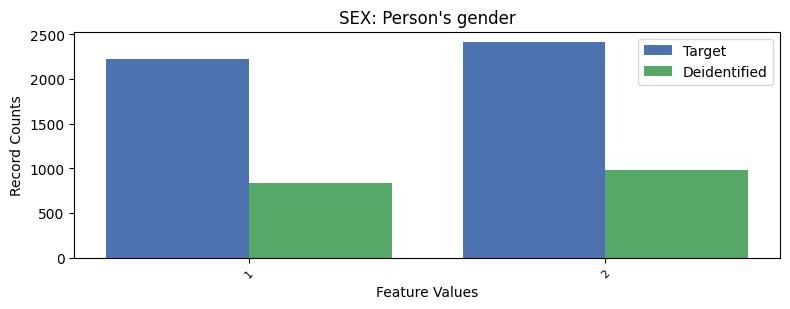 SEX: Person's gender
Target
Deidentified
Record Counts
2500
2000
1500
1000
500
0
1
2
Feature Values